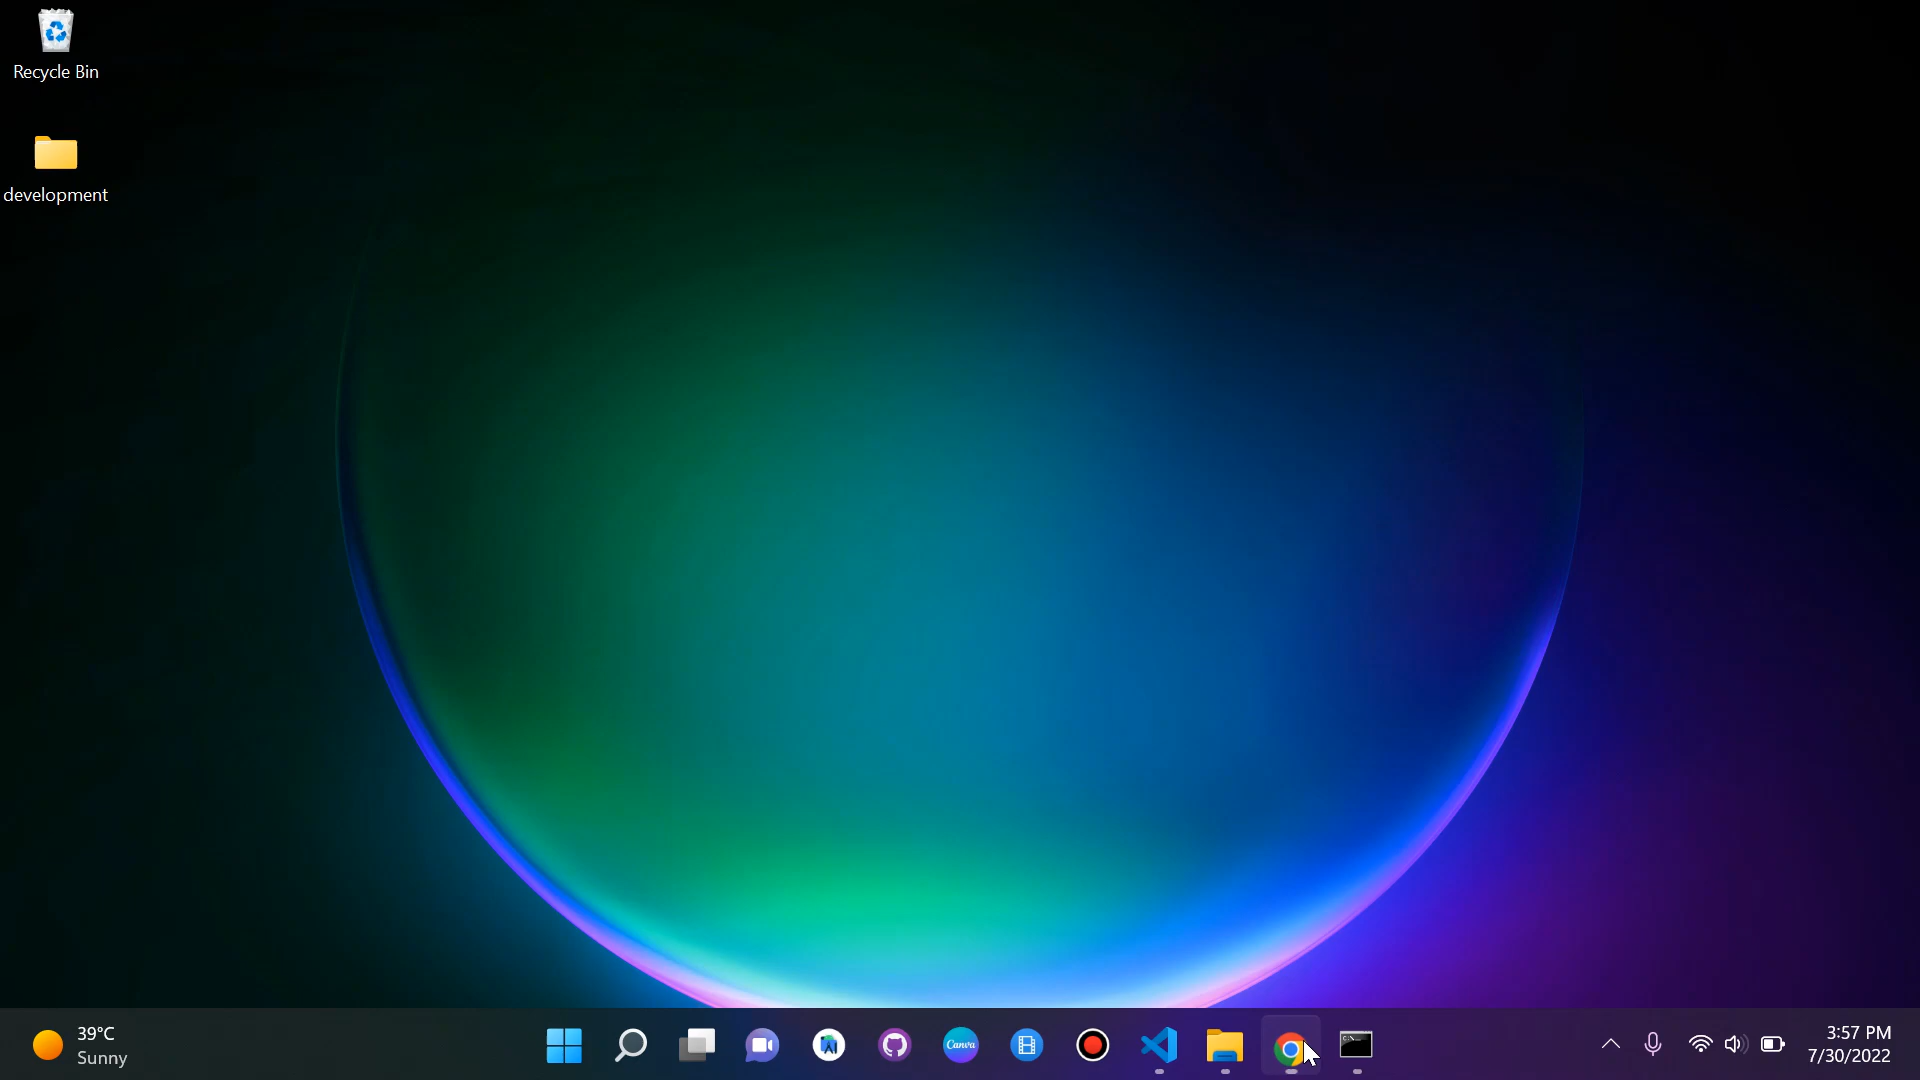 Recycle Bin
development
39°C
Sunny
Canva
3:57 PM
7/30/2022